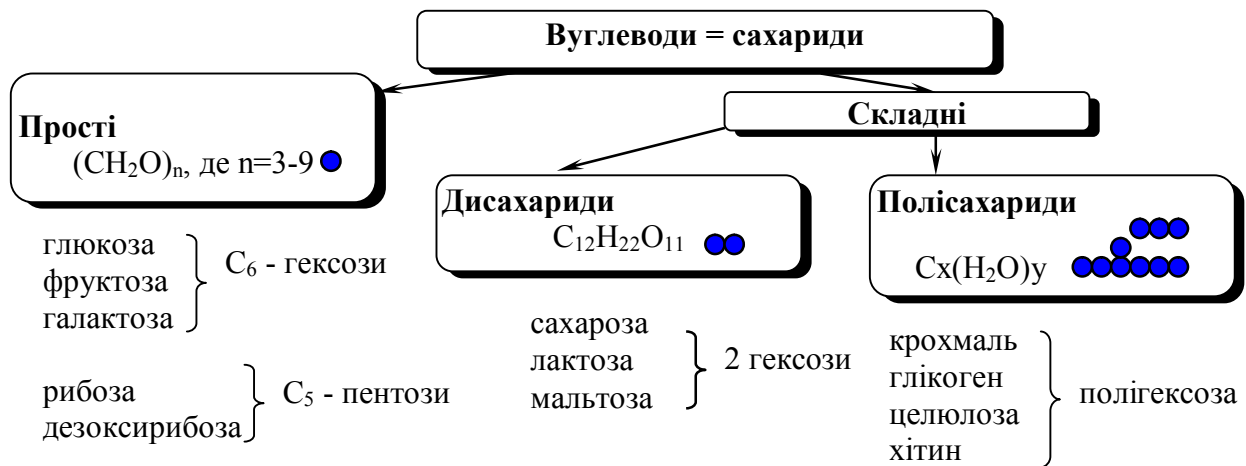 Вуглеводи = сахариди
Прості
(CH₂O)ₙ, де n=3-9
глюкоза
фруктоза
галактоза
C₆ - гексози
рибоза
дезоксирибоза
C₅ - пентози
Складні
Дисахариди
C₁₂H₂₂O₁₁
сахароза
лактоза
мальтоза
2 гексози
Полісахариди
Cx(H₂O)y
крохмаль
глікоген
целюлоза
хітин
полігексоза